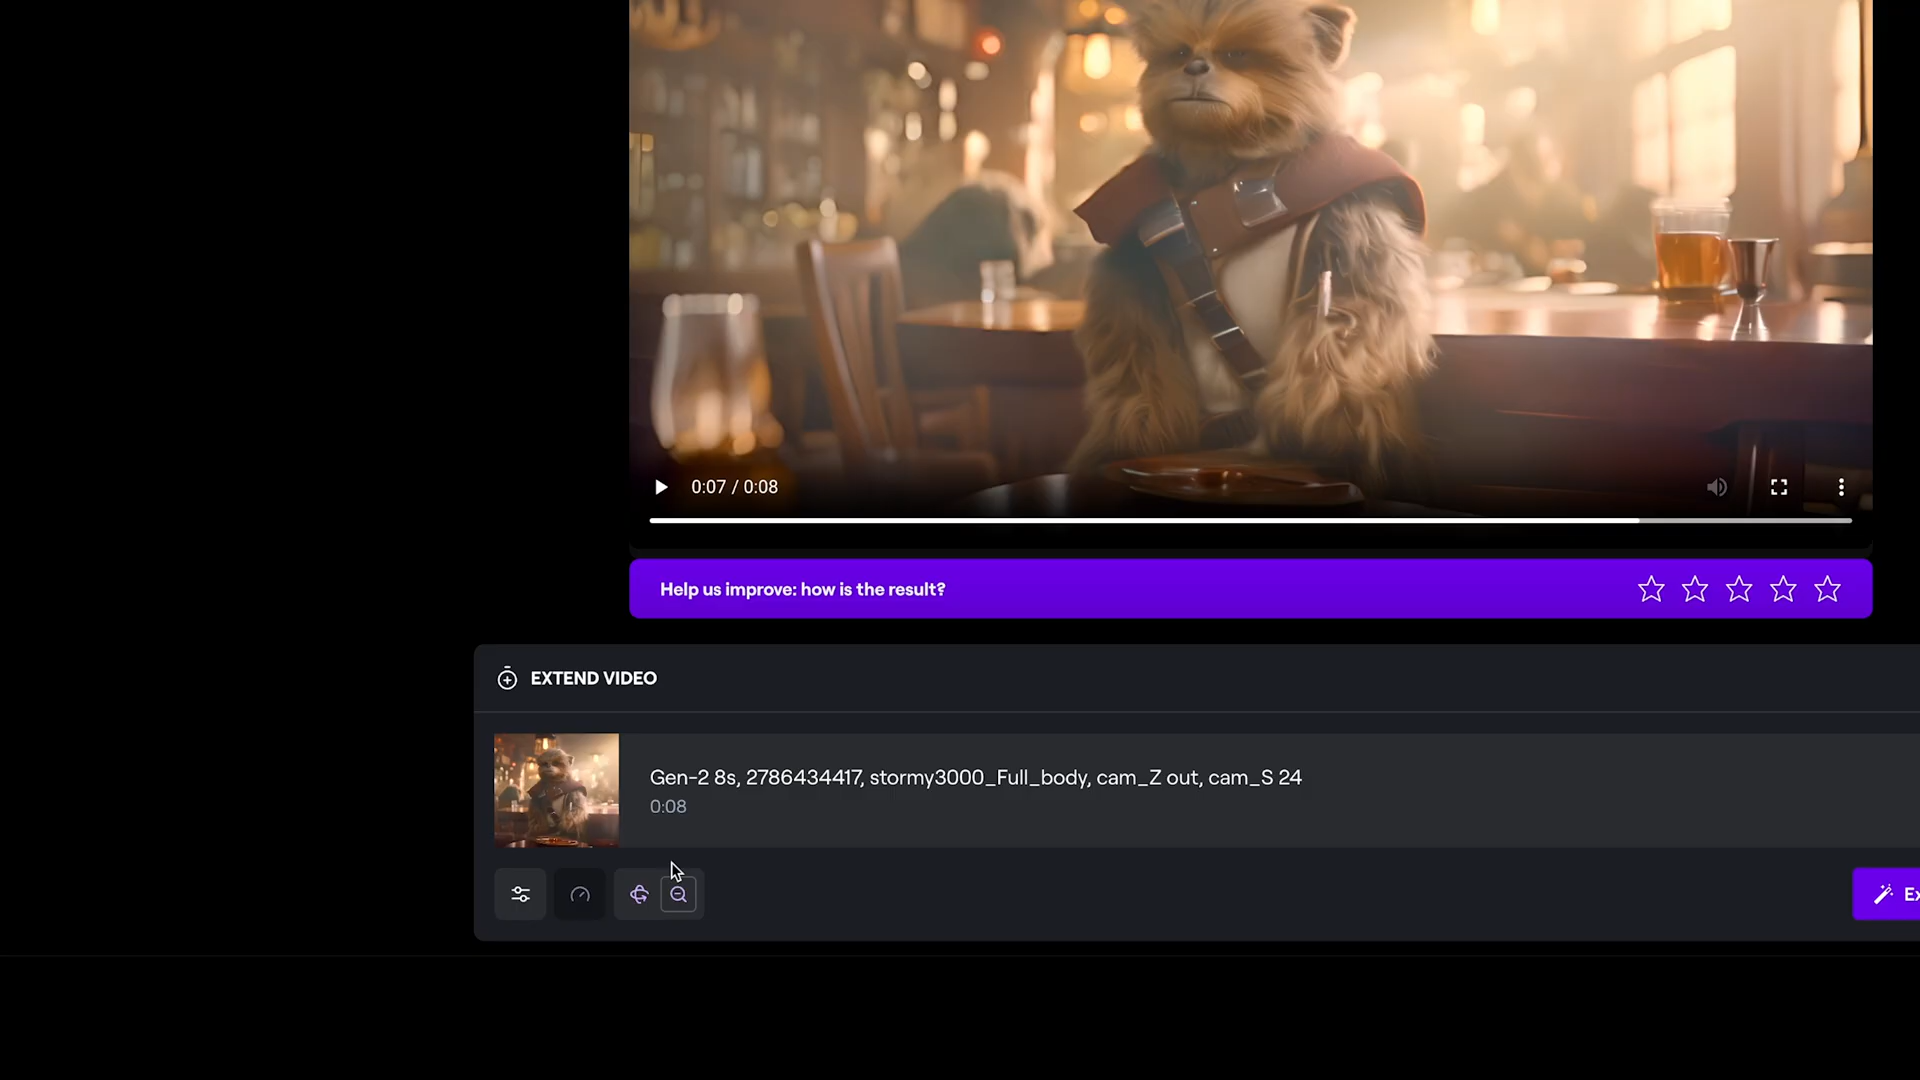 0:07 / 0:08
Help us improve: how is the result?
EXTEND VIDEO
Gen-2 8s, 2786434417, stormy3000_Full_body, cam_Z out, cam_S 24
0:08
Ex